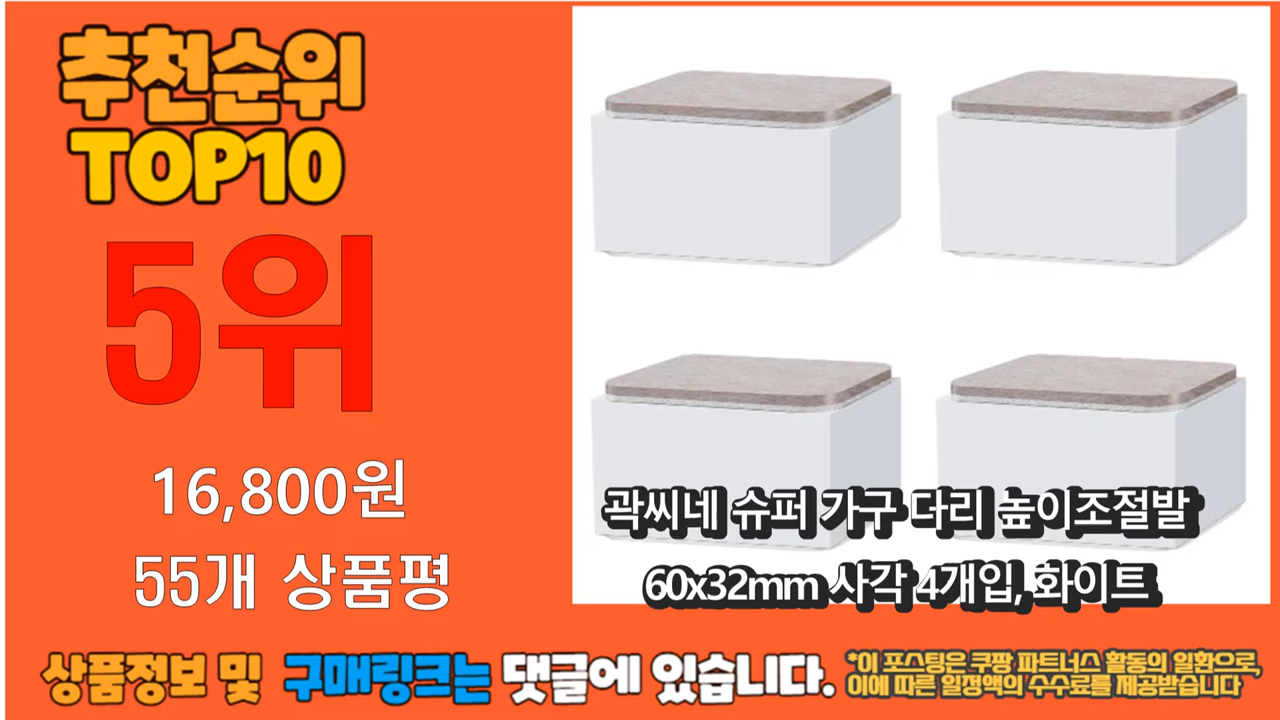 추천순위
TOP10
5위
16,800원
55개 상품평
곽씨네 슈퍼 가구 다리 높이조절발
60x32mm 사각 4개입, 화이트
상품정보 및 구매링크는 댓글에 있습니다.
*이 포스팅은 쿠팡 파트너스 활동의 일환으로,
이에 따른 일정액의 수수료를 제공받습니다